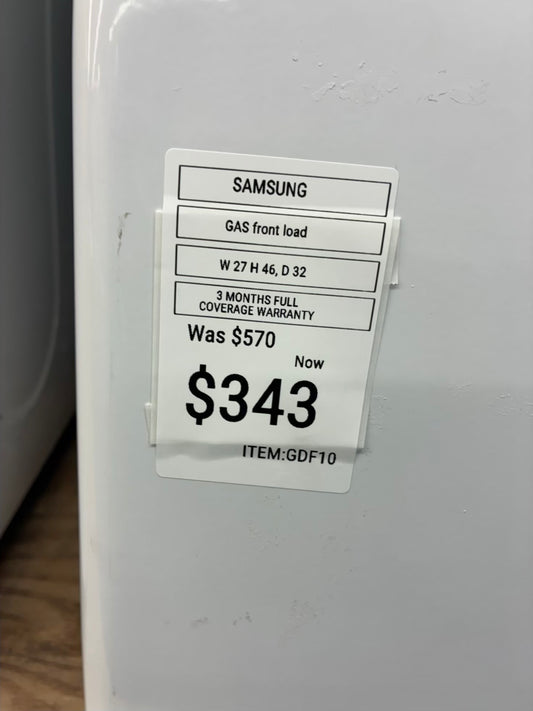 SAMSUNG
GAS front load
W 27 H 46, D 32
3 MONTHS FULL
COVERAGE WARRANTY
Was $570
Now
$343
ITEM:GDF10